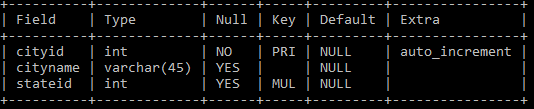 +-----------+-------------+------+-----+---------+----------------+
| Field     | Type        | Null | Key | Default | Extra          |
+-----------+-------------+------+-----+---------+----------------+
| cityid    | int         | NO   | PRI | NULL    | auto_increment |
| cityname  | varchar(45) | YES  |     | NULL    |                |
| stateid   | int         | YES  | MUL | NULL    |                |
+-----------+-------------+------+-----+---------+----------------+